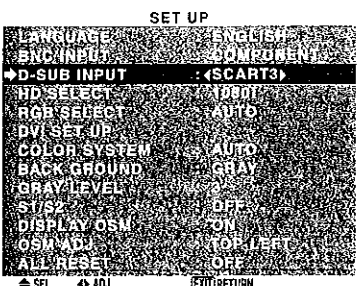 SET UP
LANGUAGE : ENGLISH
BNC INPUT : COMPONENT
D-SUB INPUT : SCART3
HD SELECT : 1080I
RGB SELECT : AUTO
DVI SET UP
COLOR SYSTEM : AUTO
BACK GROUND : GRAY
GRAY LEVEL : 3
S1/S2 : OFF
DISPLAY OSM : ON
OSM ADJ. : TOP LEFT
ALL RESET : OFF
SEL. ADJ. EXIT:RETURN